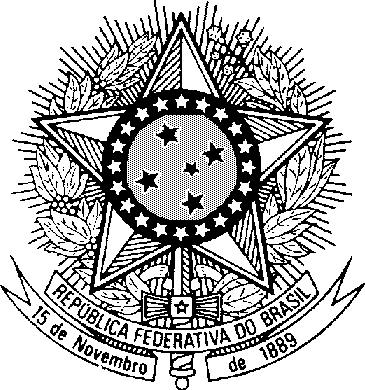 REPÚBLICA FEDERATIVA DO BRASIL
15 de Novembro de 1889